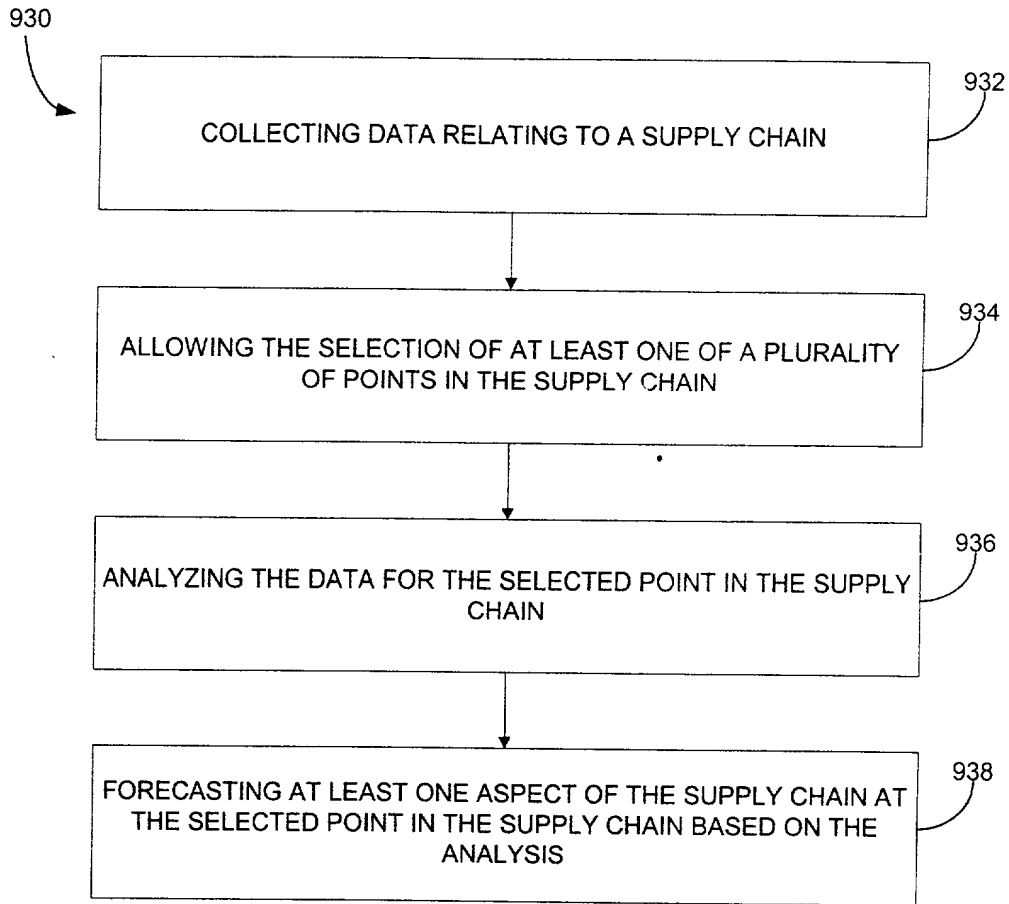 930
932
COLLECTING DATA RELATING TO A SUPPLY CHAIN
934
ALLOWING THE SELECTION OF AT LEAST ONE OF A PLURALITY
OF POINTS IN THE SUPPLY CHAIN
936
ANALYZING THE DATA FOR THE SELECTED POINT IN THE SUPPLY
CHAIN
938
FORECASTING AT LEAST ONE ASPECT OF THE SUPPLY CHAIN AT
THE SELECTED POINT IN THE SUPPLY CHAIN BASED ON THE
ANALYSIS